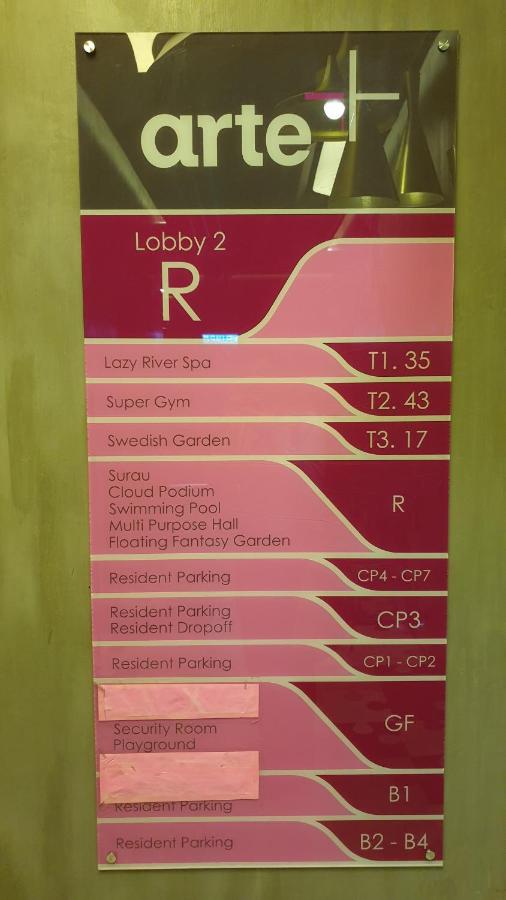 arte+
Lobby 2
R
Lazy River Spa T1. 35
Super Gym T2. 43
Swedish Garden T3. 17
Surau
Cloud Podium
Swimming Pool
Multi Purpose Hall
Floating Fantasy Garden
R
Resident Parking CP4 - CP7
Resident Parking
Resident Dropoff
CP3
Resident Parking CP1 - CP2
Security Room
Playground
GF
Resident Parking B1
Resident Parking B2 - B4